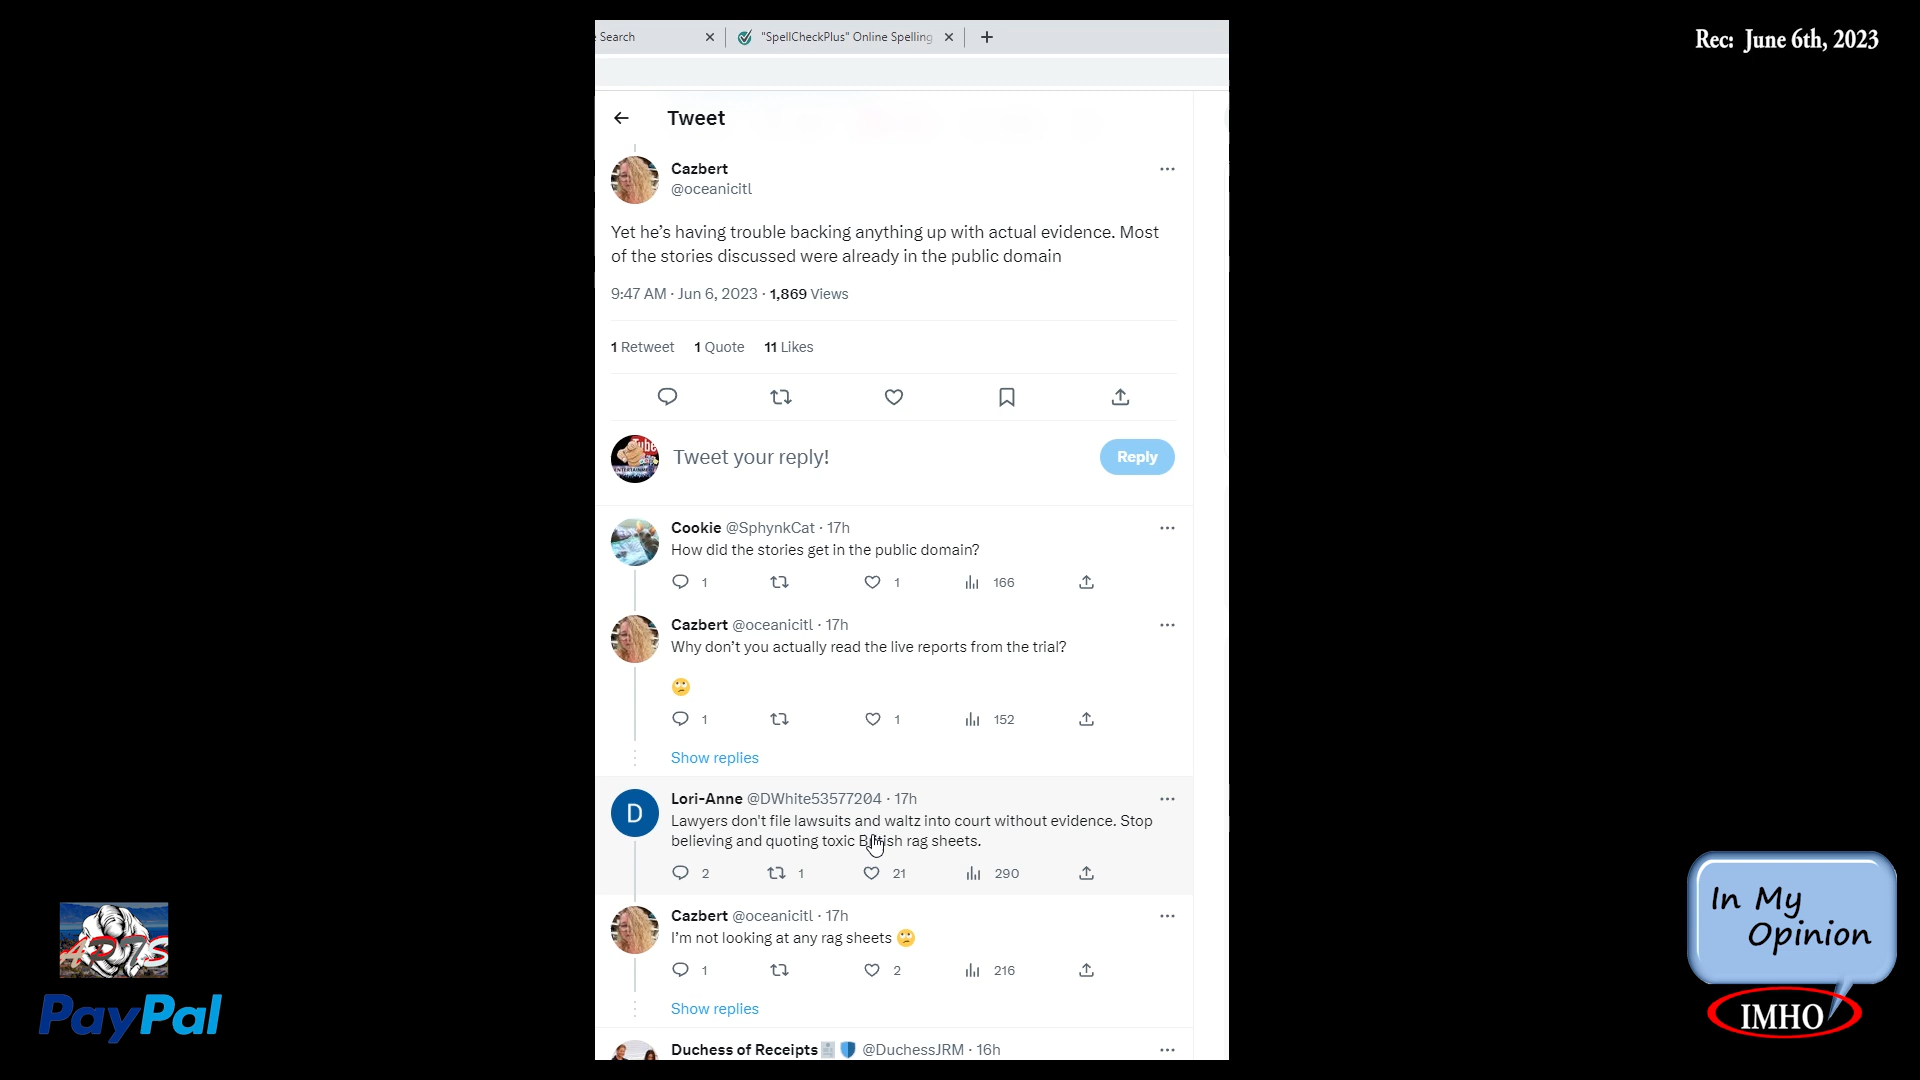 Search
"SpellCheckPlus" Online Spelling
Rec: June 6th, 2023
Tweet
Cazbert
@oceanicitl
Yet he's having trouble backing anything up with actual evidence. Most
of the stories discussed were already in the public domain
9:47 AM · Jun 6, 2023 · 1,869 Views
1 Retweet 1 Quote 11 Likes
Tweet your reply!
Reply
Cookie @SphynkCat · 17h
How did the stories get in the public domain?
1 1 166
Cazbert @oceanicitl · 17h
Why don't you actually read the live reports from the trial?
🙄
1 1 152
Show replies
D
Lori-Anne @DWhite53577204 · 17h
Lawyers don't file lawsuits and waltz into court without evidence. Stop
believing and quoting toxic British rag sheets.
2 1 21 290
Cazbert @oceanicitl · 17h
I'm not looking at any rag sheets 🙄
1 2 216
Show replies
Duchess of Receipts🧾🛡️ @DuchessJRM · 16h
PayPal
In My
Opinion
IMHO